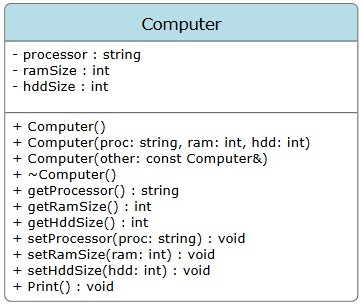 Computer
- processor : string
- ramSize : int
- hddSize : int
+ Computer()
+ Computer(proc: string, ram: int, hdd: int)
+ Computer(other: const Computer&)
+ ~Computer()
+ getProcessor() : string
+ getRamSize() : int
+ getHddSize() : int
+ setProcessor(proc: string) : void
+ setRamSize(ram: int) : void
+ setHddSize(hdd: int) : void
+ Print() : void